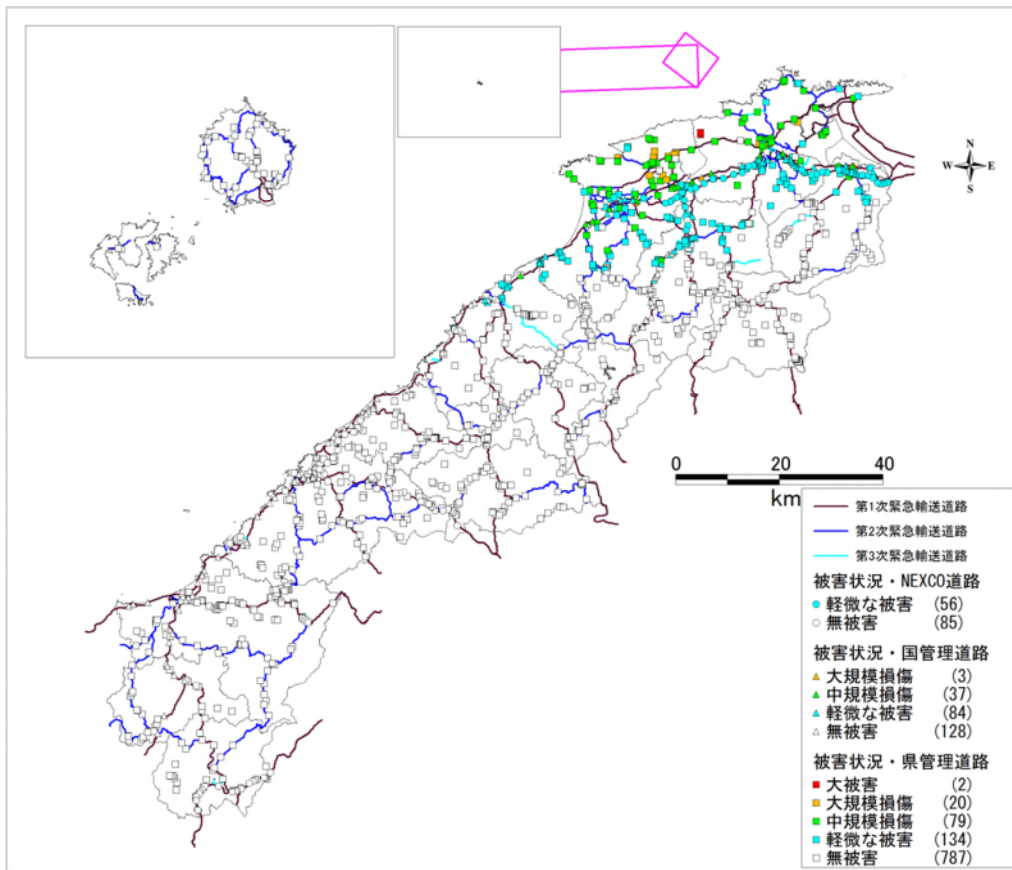 N
W E
S
0 20 40
km
第1次緊急輸送道路
第2次緊急輸送道路
第3次緊急輸送道路
被害状況・NEXCO道路
軽微な被害 (56)
無被害 (85)
被害状況・国管理道路
大規模損傷 (3)
中規模損傷 (37)
軽微な被害 (84)
無被害 (128)
被害状況・県管理道路
大被害 (2)
大規模損傷 (20)
中規模損傷 (79)
軽微な被害 (134)
無被害 (787)